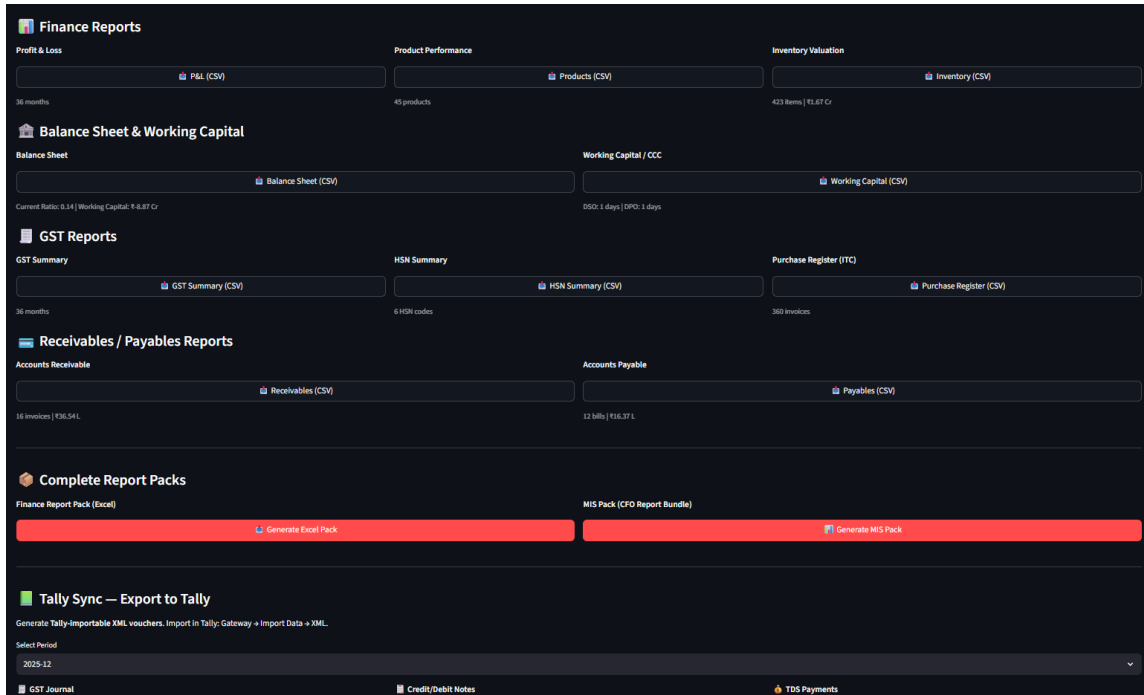 Finance Reports
Profit & Loss
Product Performance
Inventory Valuation
P&L (CSV)
Products (CSV)
Inventory (CSV)
36 months
45 products
423 items | ₹1.67 Cr
Balance Sheet & Working Capital
Balance Sheet
Working Capital / CCC
Balance Sheet (CSV)
Working Capital (CSV)
Current Ratio: 0.14 | Working Capital: ₹-8.87 Cr
DSO: 1 days | DPO: 1 days
GST Reports
GST Summary
HSN Summary
Purchase Register (ITC)
GST Summary (CSV)
HSN Summary (CSV)
Purchase Register (CSV)
36 months
6 HSN codes
360 invoices
Receivables / Payables Reports
Accounts Receivable
Accounts Payable
Receivables (CSV)
Payables (CSV)
16 invoices | ₹36.54 L
12 bills | ₹16.37 L
Complete Report Packs
Finance Report Pack (Excel)
MIS Pack (CFO Report Bundle)
Generate Excel Pack
Generate MIS Pack
Tally Sync — Export to Tally
Generate Tally-importable XML vouchers. Import in Tally: Gateway → Import Data → XML.
Select Period
2025-12
GST Journal
Credit/Debit Notes
TDS Payments